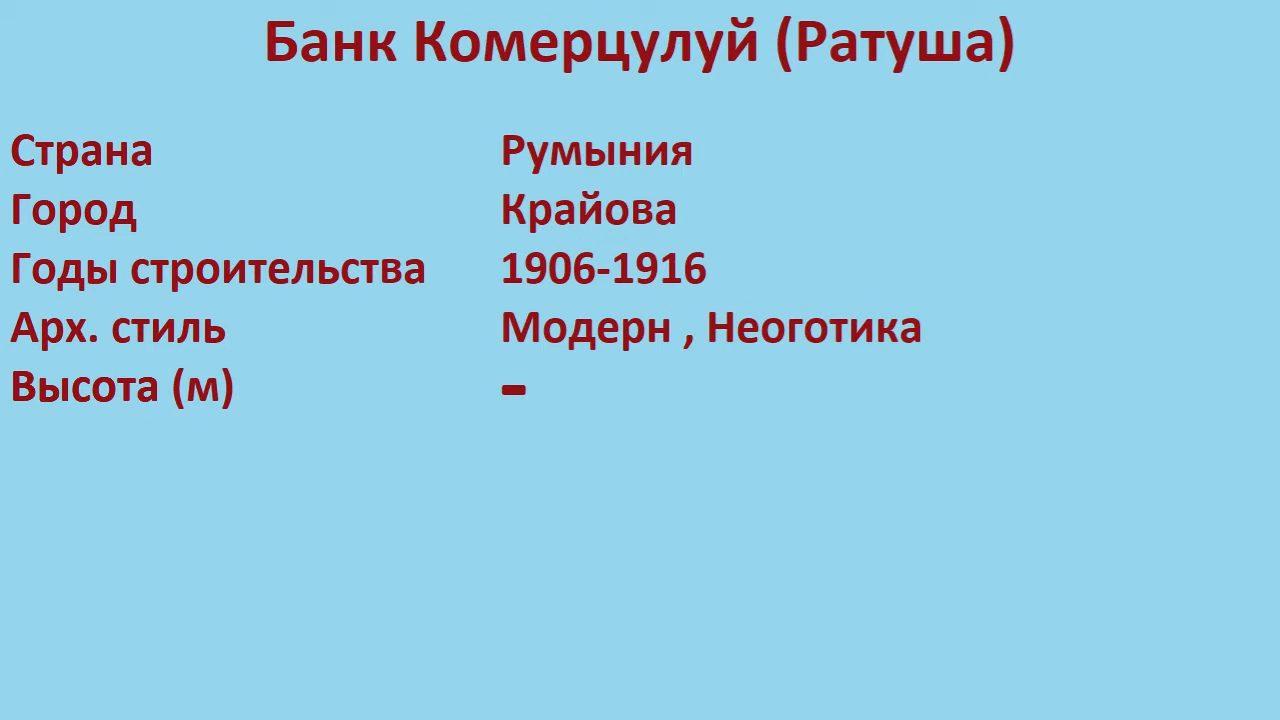 Банк Комерцулуй (Ратуша)
Страна Румыния
Город Крайова
Годы строительства 1906-1916
Арх. стиль Модерн , Неоготика
Высота (м) -